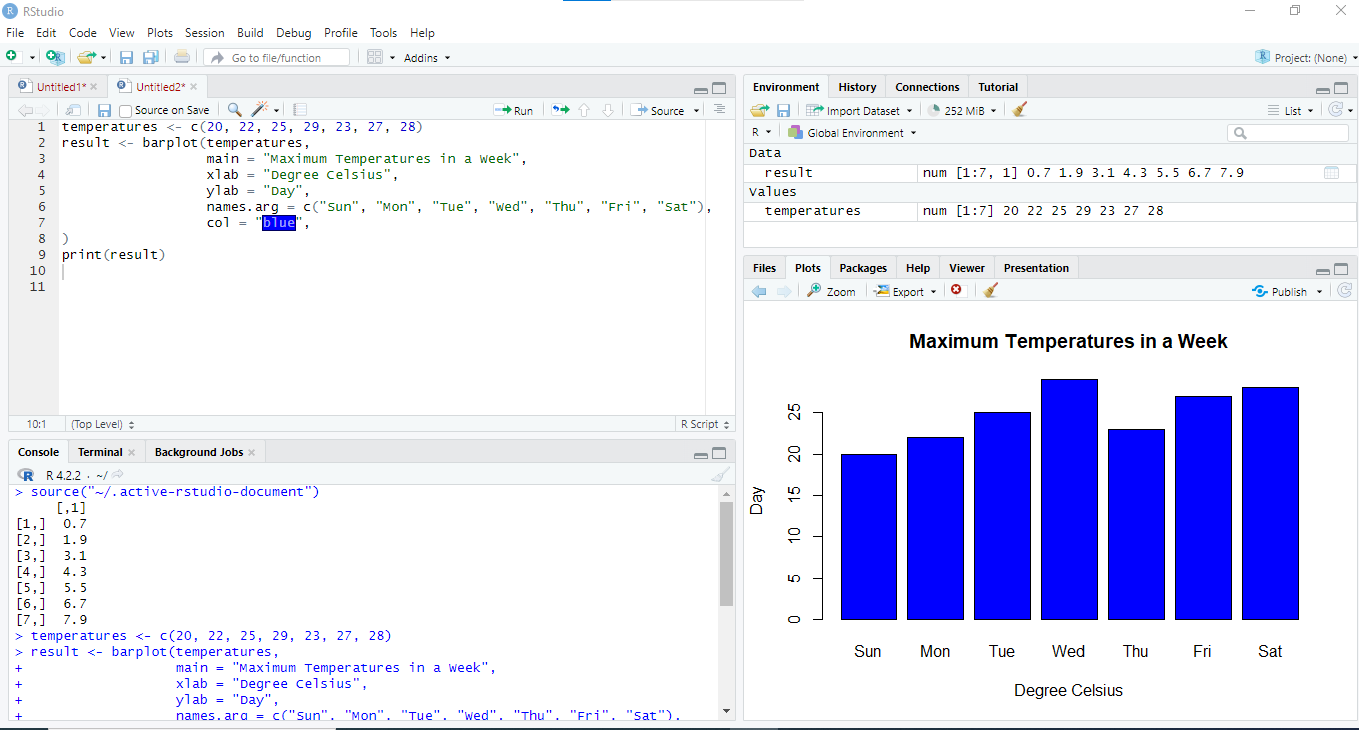 RStudio
File Edit Code View Plots Session Build Debug Profile Tools Help
Go to file/function Addins Project: (None)
Untitled1* Untitled2*
Source on Save Run Source
1 temperatures <- c(20, 22, 25, 29, 23, 27, 28)
2 result <- barplot(temperatures,
3 main = "Maximum Temperatures in a Week",
4 xlab = "Degree Celsius",
5 ylab = "Day",
6 names.arg = c("Sun", "Mon", "Tue", "Wed", "Thu", "Fri", "Sat"),
7 col = "blue",
8 )
9 print(result)
10
11
10:1 (Top Level) R Script
Console Terminal Background Jobs
R 4.2.2 . ~/
> source("~/.active-rstudio-document")
[,1]
[1,] 0.7
[2,] 1.9
[3,] 3.1
[4,] 4.3
[5,] 5.5
[6,] 6.7
[7,] 7.9
> temperatures <- c(20, 22, 25, 29, 23, 27, 28)
> result <- barplot(temperatures,
+ main = "Maximum Temperatures in a Week",
+ xlab = "Degree Celsius",
+ ylab = "Day",
+ names.arg = c("Sun", "Mon", "Tue", "Wed", "Thu", "Fri", "Sat"),
Environment History Connections Tutorial
Import Dataset 252 MiB List
R Global Environment
Data
result num [1:7, 1] 0.7 1.9 3.1 4.3 5.5 6.7 7.9
Values
temperatures num [1:7] 20 22 25 29 23 27 28
Files Plots Packages Help Viewer Presentation
Zoom Export Publish
Maximum Temperatures in a Week
25
20
15
10
5
0
Day
Sun Mon Tue Wed Thu Fri Sat
Degree Celsius